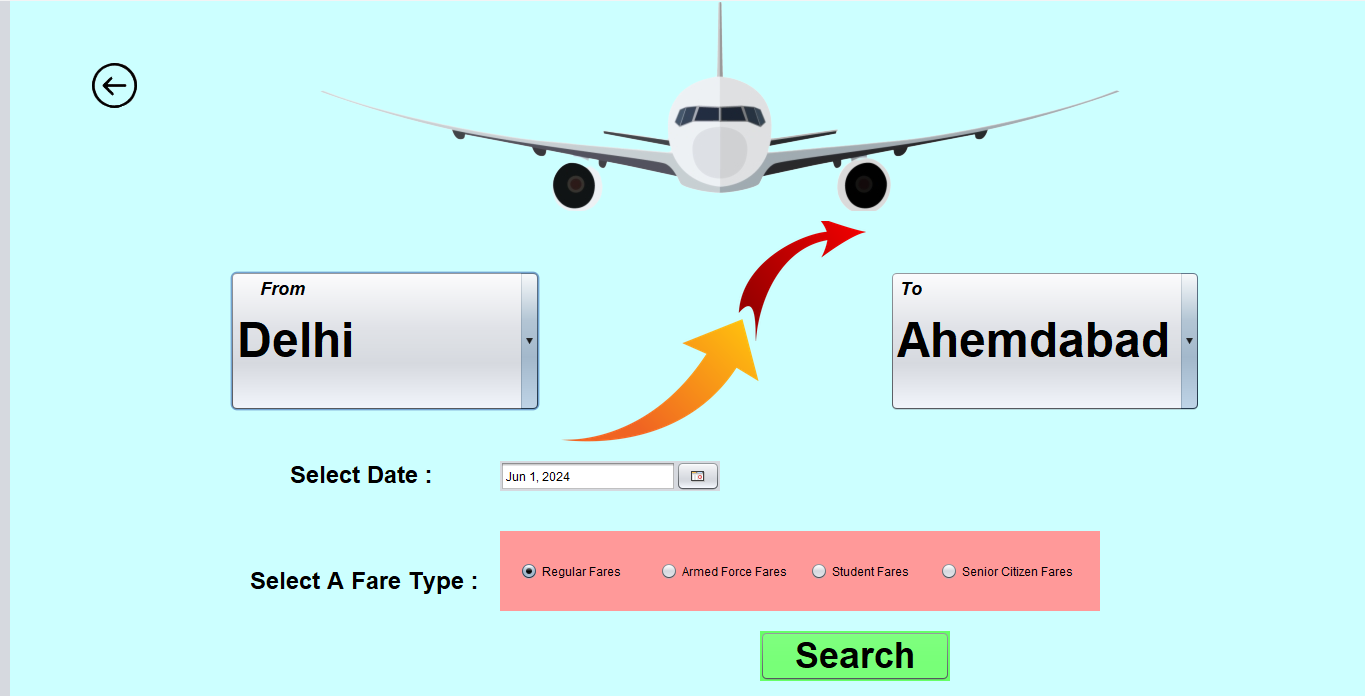 From
Delhi
To
Ahemdabad
Select Date :
Jun 1, 2024
Select A Fare Type :
Regular Fares
Armed Force Fares
Student Fares
Senior Citizen Fares
Search